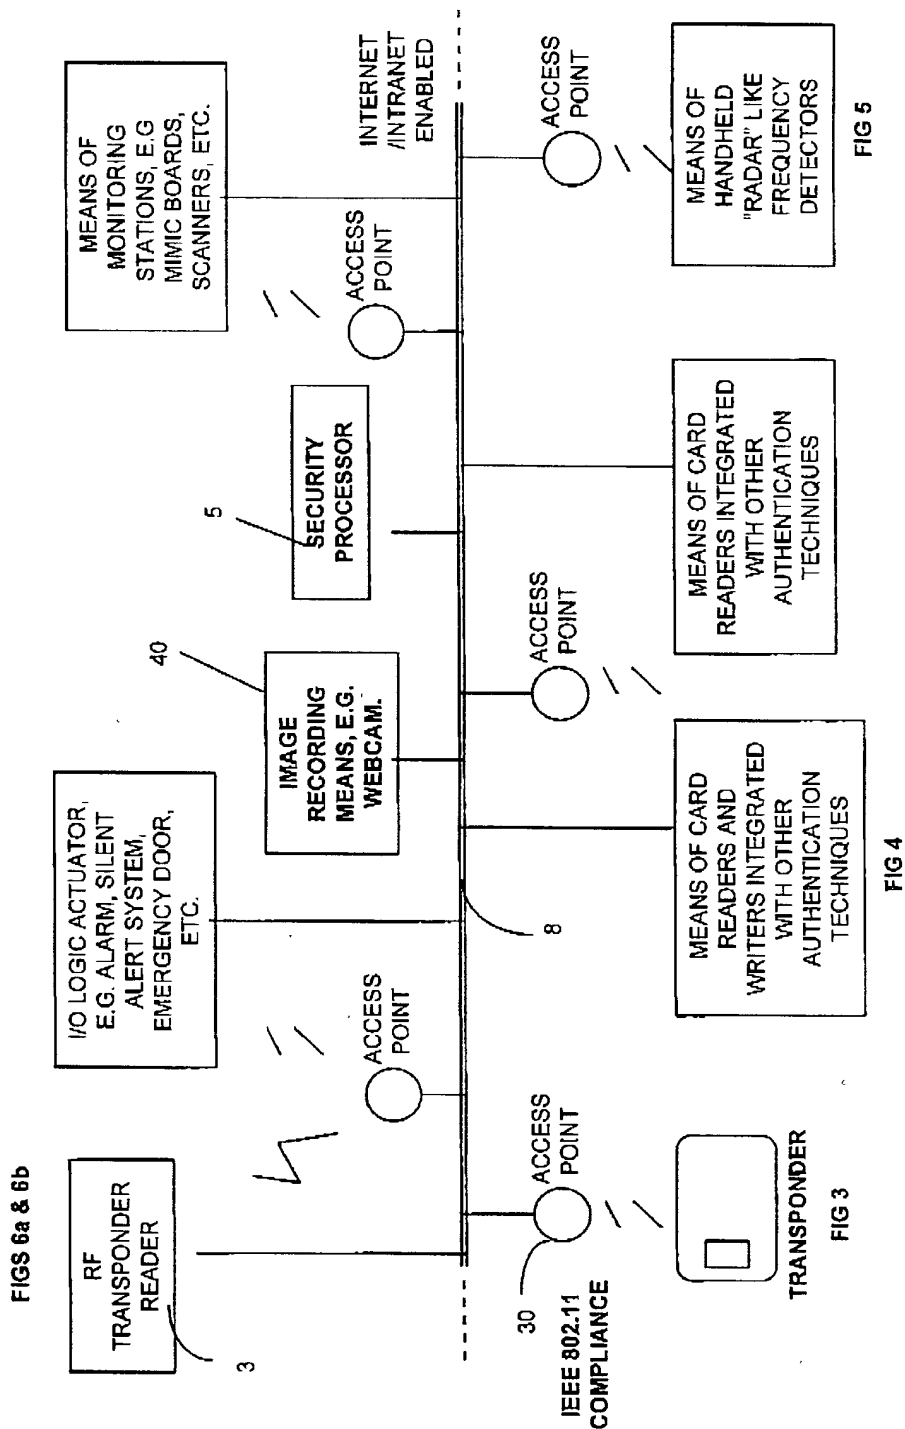 FIGS 6a & 6b
RF
TRANSPONDER
READER
3
I/O LOGIC ACTUATOR,
E.G. ALARM, SILENT
ALERT SYSTEM,
EMERGENCY DOOR,
ETC.
ACCESS
POINT
IMAGE
RECORDING
MEANS, E.G.
WEBCAM.
40
SECURITY
PROCESSOR
5
MEANS OF
MONITORING
STATIONS, E.G
MIMIC BOARDS,
SCANNERS, ETC.
ACCESS
POINT
INTERNET
/INTRANET
ENABLED
8
30
IEEE 802.11
COMPLIANCE
ACCESS
POINT
TRANSPONDER
FIG 3
MEANS OF CARD
READERS AND
WRITERS INTEGRATED
WITH OTHER
AUTHENTICATION
TECHNIQUES
FIG 4
ACCESS
POINT
MEANS OF CARD
READERS INTEGRATED
WITH OTHER
AUTHENTICATION
TECHNIQUES
ACCESS
POINT
MEANS OF
HANDHELD
"RADAR" LIKE
FREQUENCY
DETECTORS
FIG 5